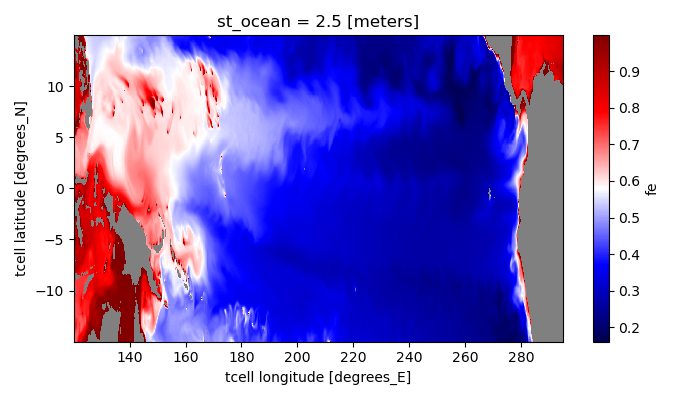 st_ocean = 2.5 [meters]
10
5
0
−5
−10
tcell latitude [degrees_N]
140 160 180 200 220 240 260 280
tcell longitude [degrees_E]
0.9
0.8
0.7
0.6
0.5
0.4
0.3
0.2
fe